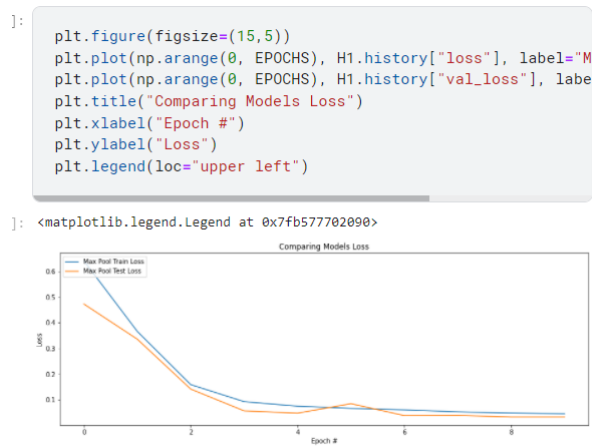 ]:
plt.figure(figsize=(15,5))
plt.plot(np.arange(0, EPOCHS), H1.history["loss"], label="M
plt.plot(np.arange(0, EPOCHS), H1.history["val_loss"], labe
plt.title("Comparing Models Loss")
plt.xlabel("Epoch #")
plt.ylabel("Loss")
plt.legend(loc="upper left")
]: <matplotlib.legend.Legend at 0x7fb577702090>
Comparing Models Loss
Max Pool Train Loss
Max Pool Test Loss
0.6
0.5
0.4
0.3
0.2
0.1
Loss
0 2 4 6 8
Epoch #